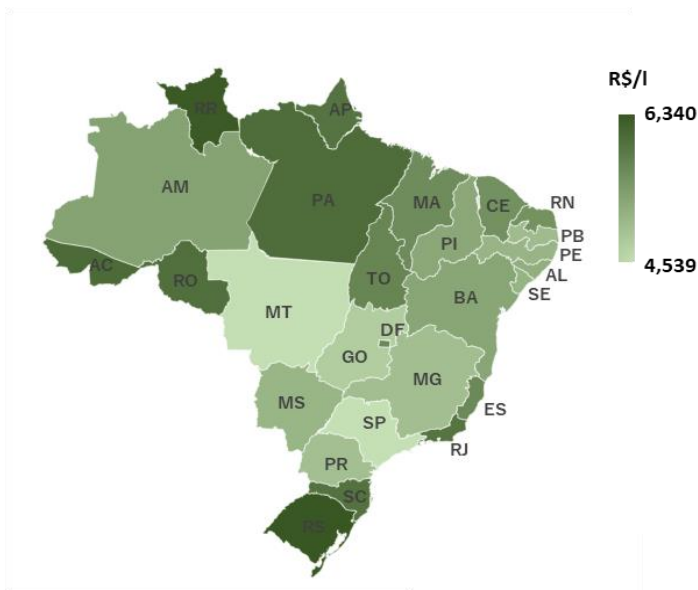 R$/l
6,340
4,539
RR
AP
AM
PA
MA
CE
RN
PB
PE
AL
SE
PI
AC
RO
TO
BA
MT
DF
GO
MG
MS
ES
SP
RJ
PR
SC
RS